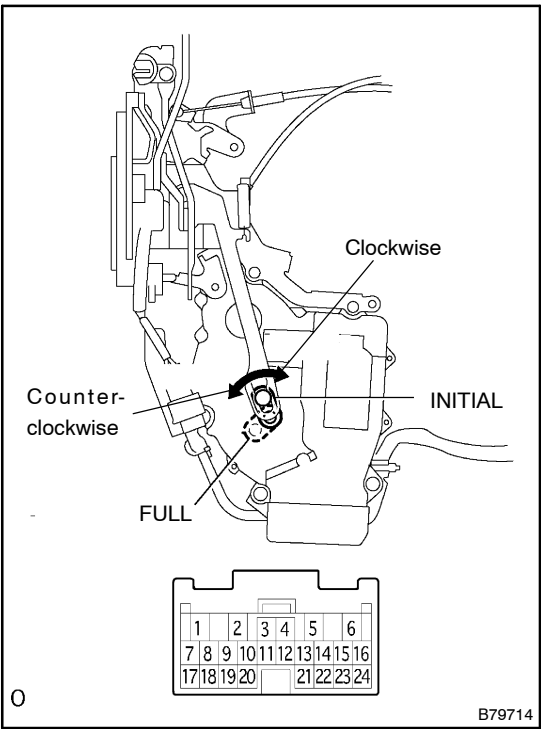 Clockwise
Counter-
clockwise
INITIAL
FULL
1 2 3 4 5 6
7 8 9 10 11 12 13 14 15 16
17 18 19 20 21 22 23 24
O
B79714